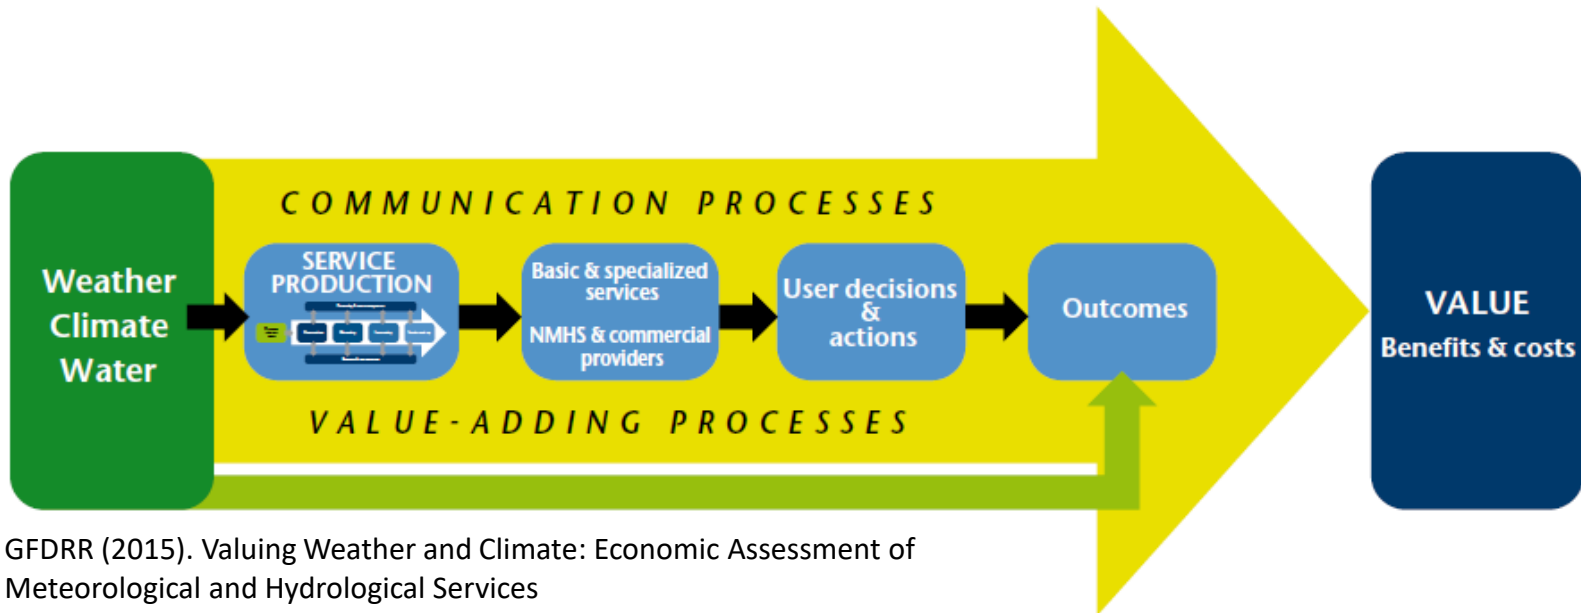 COMMUNICATION PROCESSES
Weather
Climate
Water
SERVICE
PRODUCTION
Basic & specialized
services
NMHS & commercial
providers
User decisions
&
actions
Outcomes
VALUE
Benefits & costs
VALUE-ADDING PROCESSES
GFDRR (2015). Valuing Weather and Climate: Economic Assessment of
Meteorological and Hydrological Services